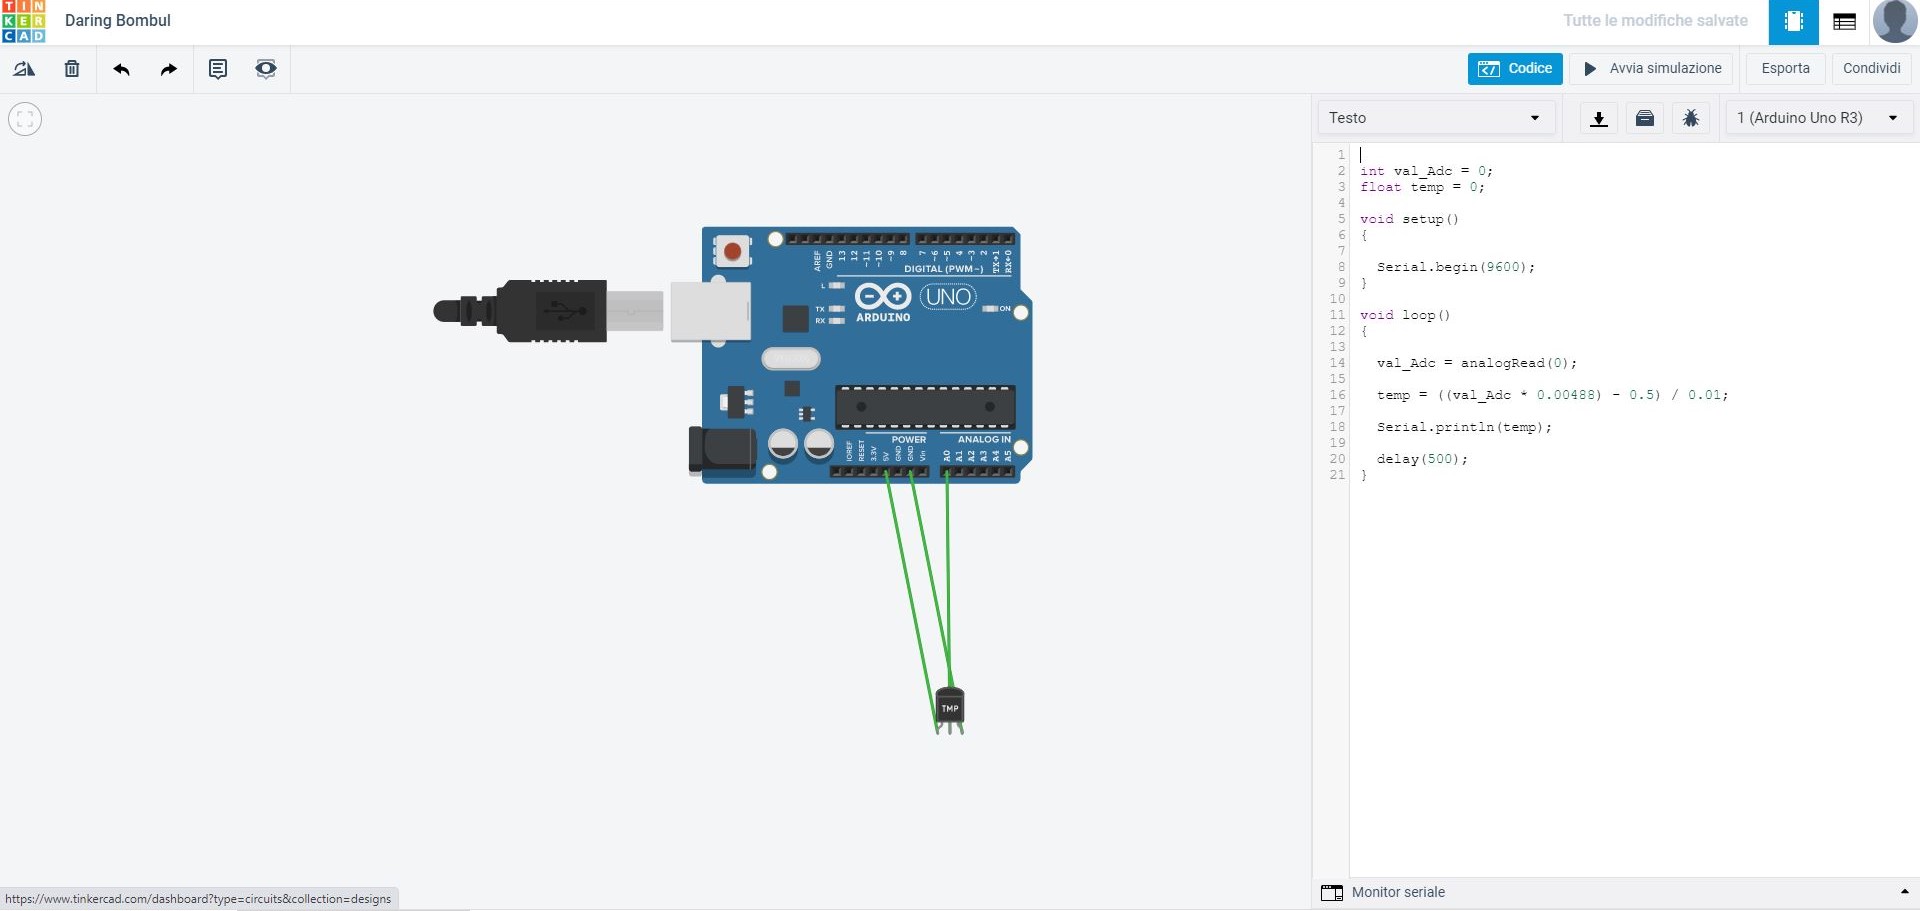 TIN
KER
CAD
Daring Bombul
Tutte le modifiche salvate
Codice
Avvia simulazione
Esporta
Condividi
Testo
1 (Arduino Uno R3)
AREF
GND
13
12
~11
~10
~9
8
7
~6
~5
4
~3
2
TX→1
RX←0
DIGITAL (PWM~)
L
TX
RX
ARDUINO
UNO
ON
POWER
ANALOG IN
IOREF
RESET
3.3V
5V
GND
GND
Vin
A0
A1
A2
A3
A4
A5
TMP
1
2 int val_Adc = 0;
3 float temp = 0;
4
5 void setup()
6 {
7
8 Serial.begin(9600);
9 }
10
11 void loop()
12 {
13
14 val_Adc = analogRead(0);
15
16 temp = ((val_Adc * 0.00488) - 0.5) / 0.01;
17
18 Serial.println(temp);
19
20 delay(500);
21 }
Monitor seriale
https://www.tinkercad.com/dashboard?type=circuits&collection=designs